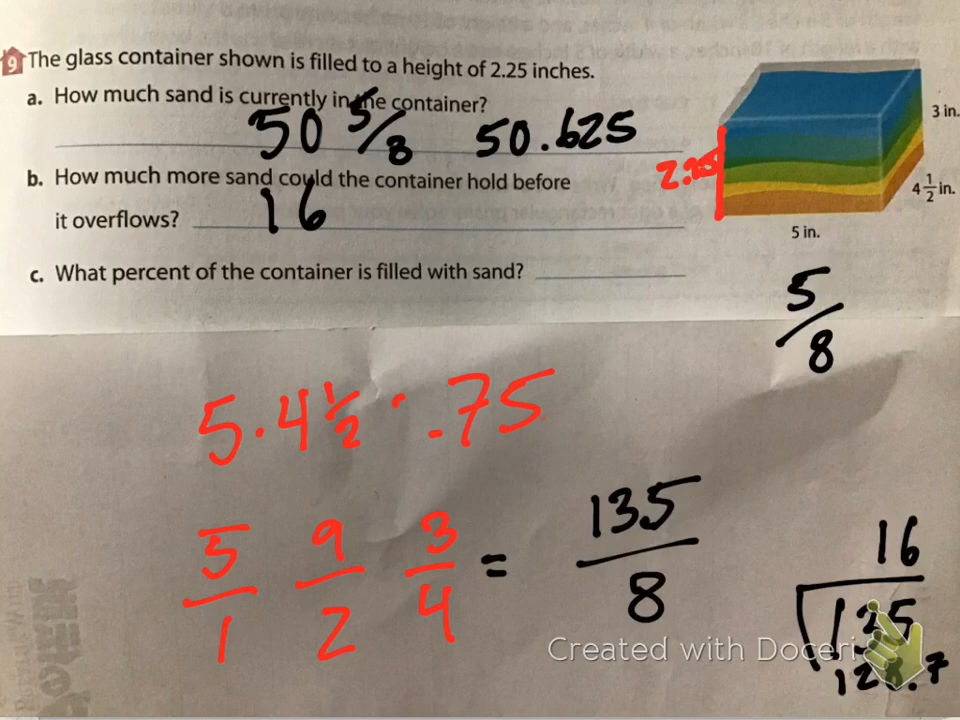 9 The glass container shown is filled to a height of 2.25 inches.
a. How much sand is currently in the container?
50 5/8 50.625
b. How much more sand could the container hold before
it overflows? 16
c. What percent of the container is filled with sand?
3 in.
2.25
4 1/2 in.
5 in.
5/8
5 · 4 1/2 · .75
5/1 9/2 3/4 = 135/8
16
135
Created with Doceri